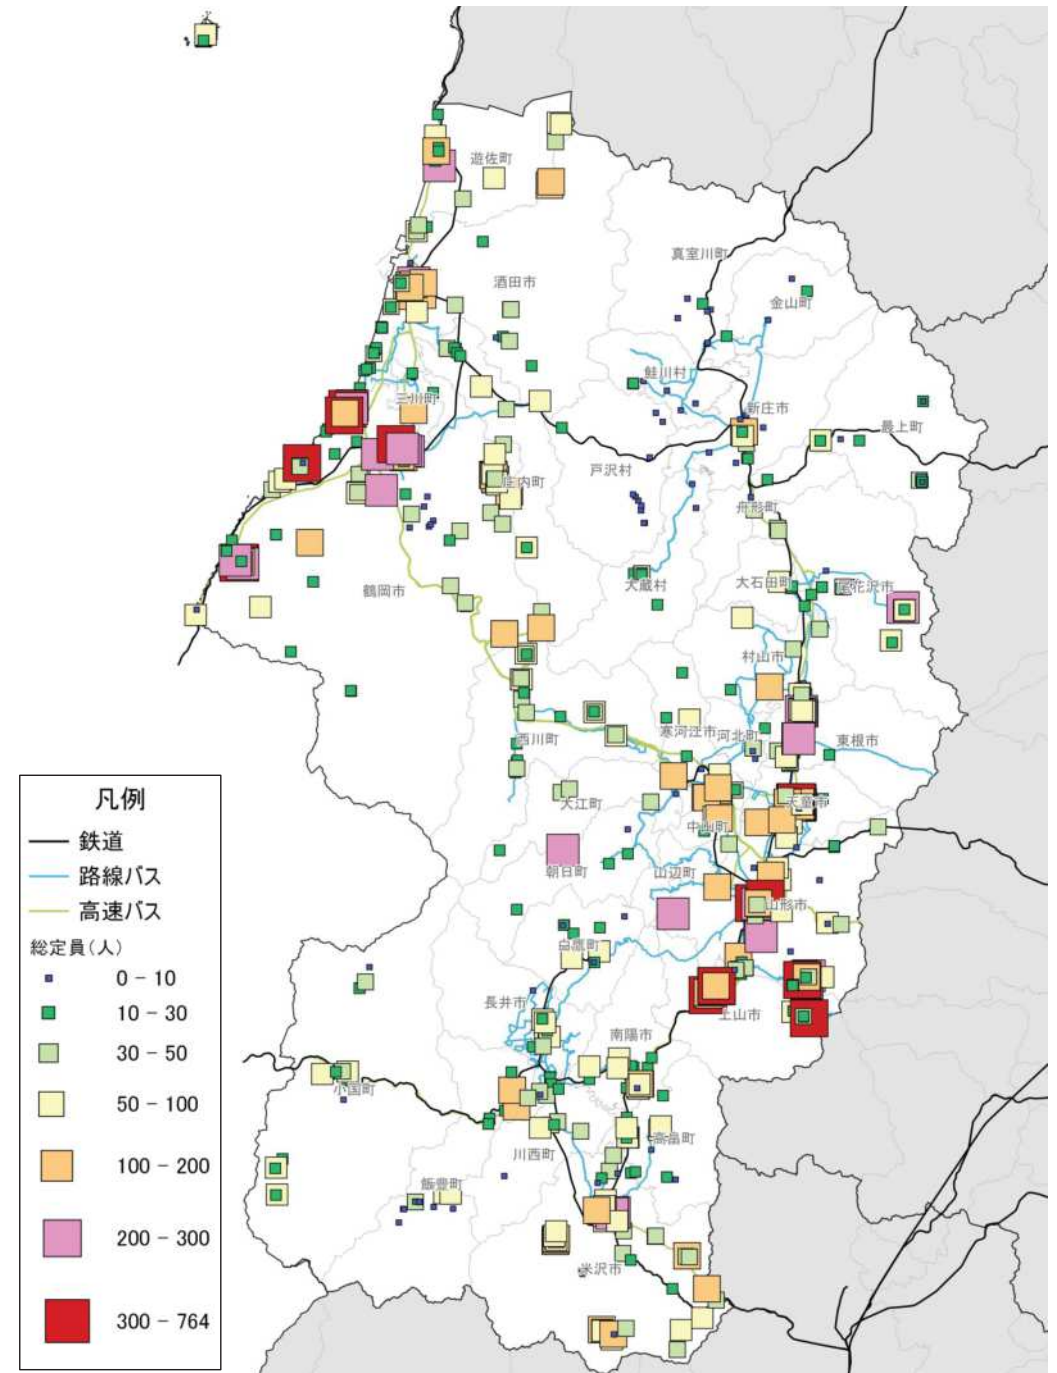 遊佐町
真室川町
酒田市
金山町
鮭川村
三川町
新庄市
最上町
戸沢村
庄内町
舟形町
大蔵村
大石田町
尾花沢市
鶴岡市
村山市
寒河江市
河北町
東根市
西川町
大江町
天童市
中山町
朝日町
山辺町
山形市
白鷹町
長井市
上山市
南陽市
小国町
高畠町
川西町
飯豊町
米沢市
凡例
鉄道
路線バス
高速バス
総定員(人)
0 − 10
10 − 30
30 − 50
50 − 100
100 − 200
200 − 300
300 − 764